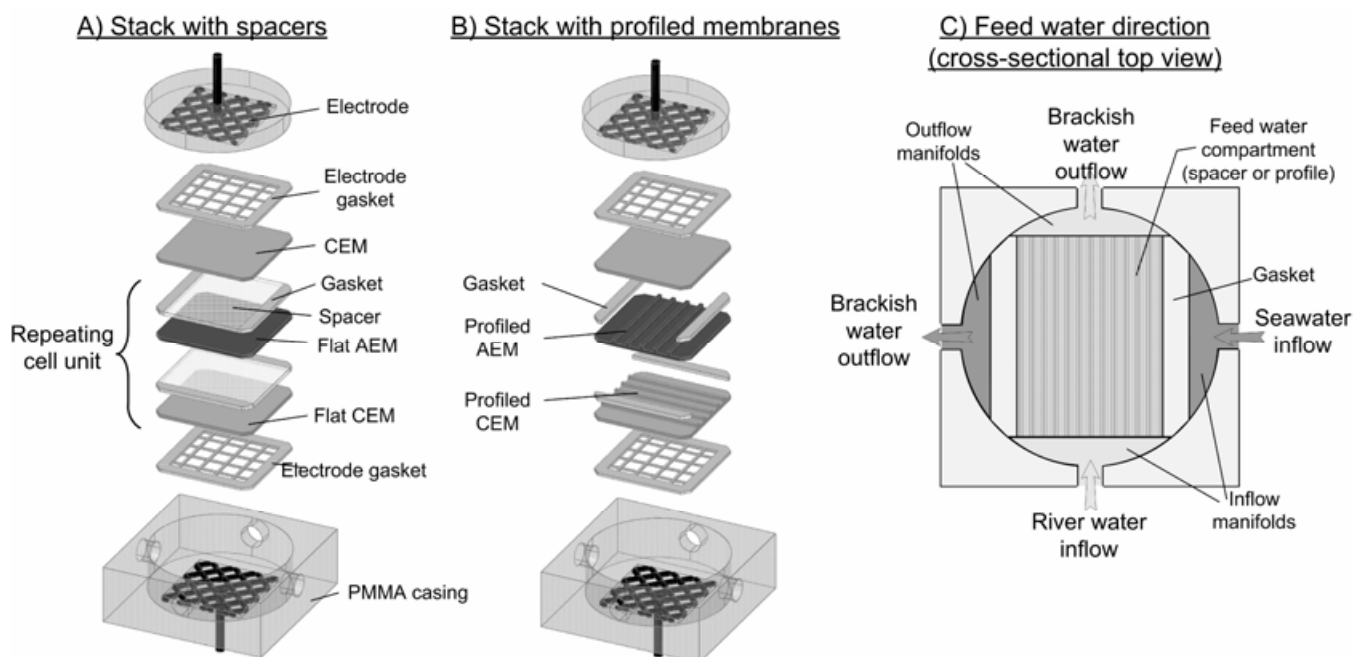 A) Stack with spacers
Electrode
Electrode
gasket
CEM
Gasket
Spacer
Flat AEM
Repeating
cell unit
Flat CEM
Electrode gasket
PMMA casing
B) Stack with profiled membranes
Gasket
Profiled
AEM
Profiled
CEM
C) Feed water direction
(cross-sectional top view)
Outflow
manifolds
Brackish
water
outflow
Feed water
compartment
(spacer or profile)
Gasket
Brackish
water
outflow
Seawater
inflow
River water
inflow
Inflow
manifolds